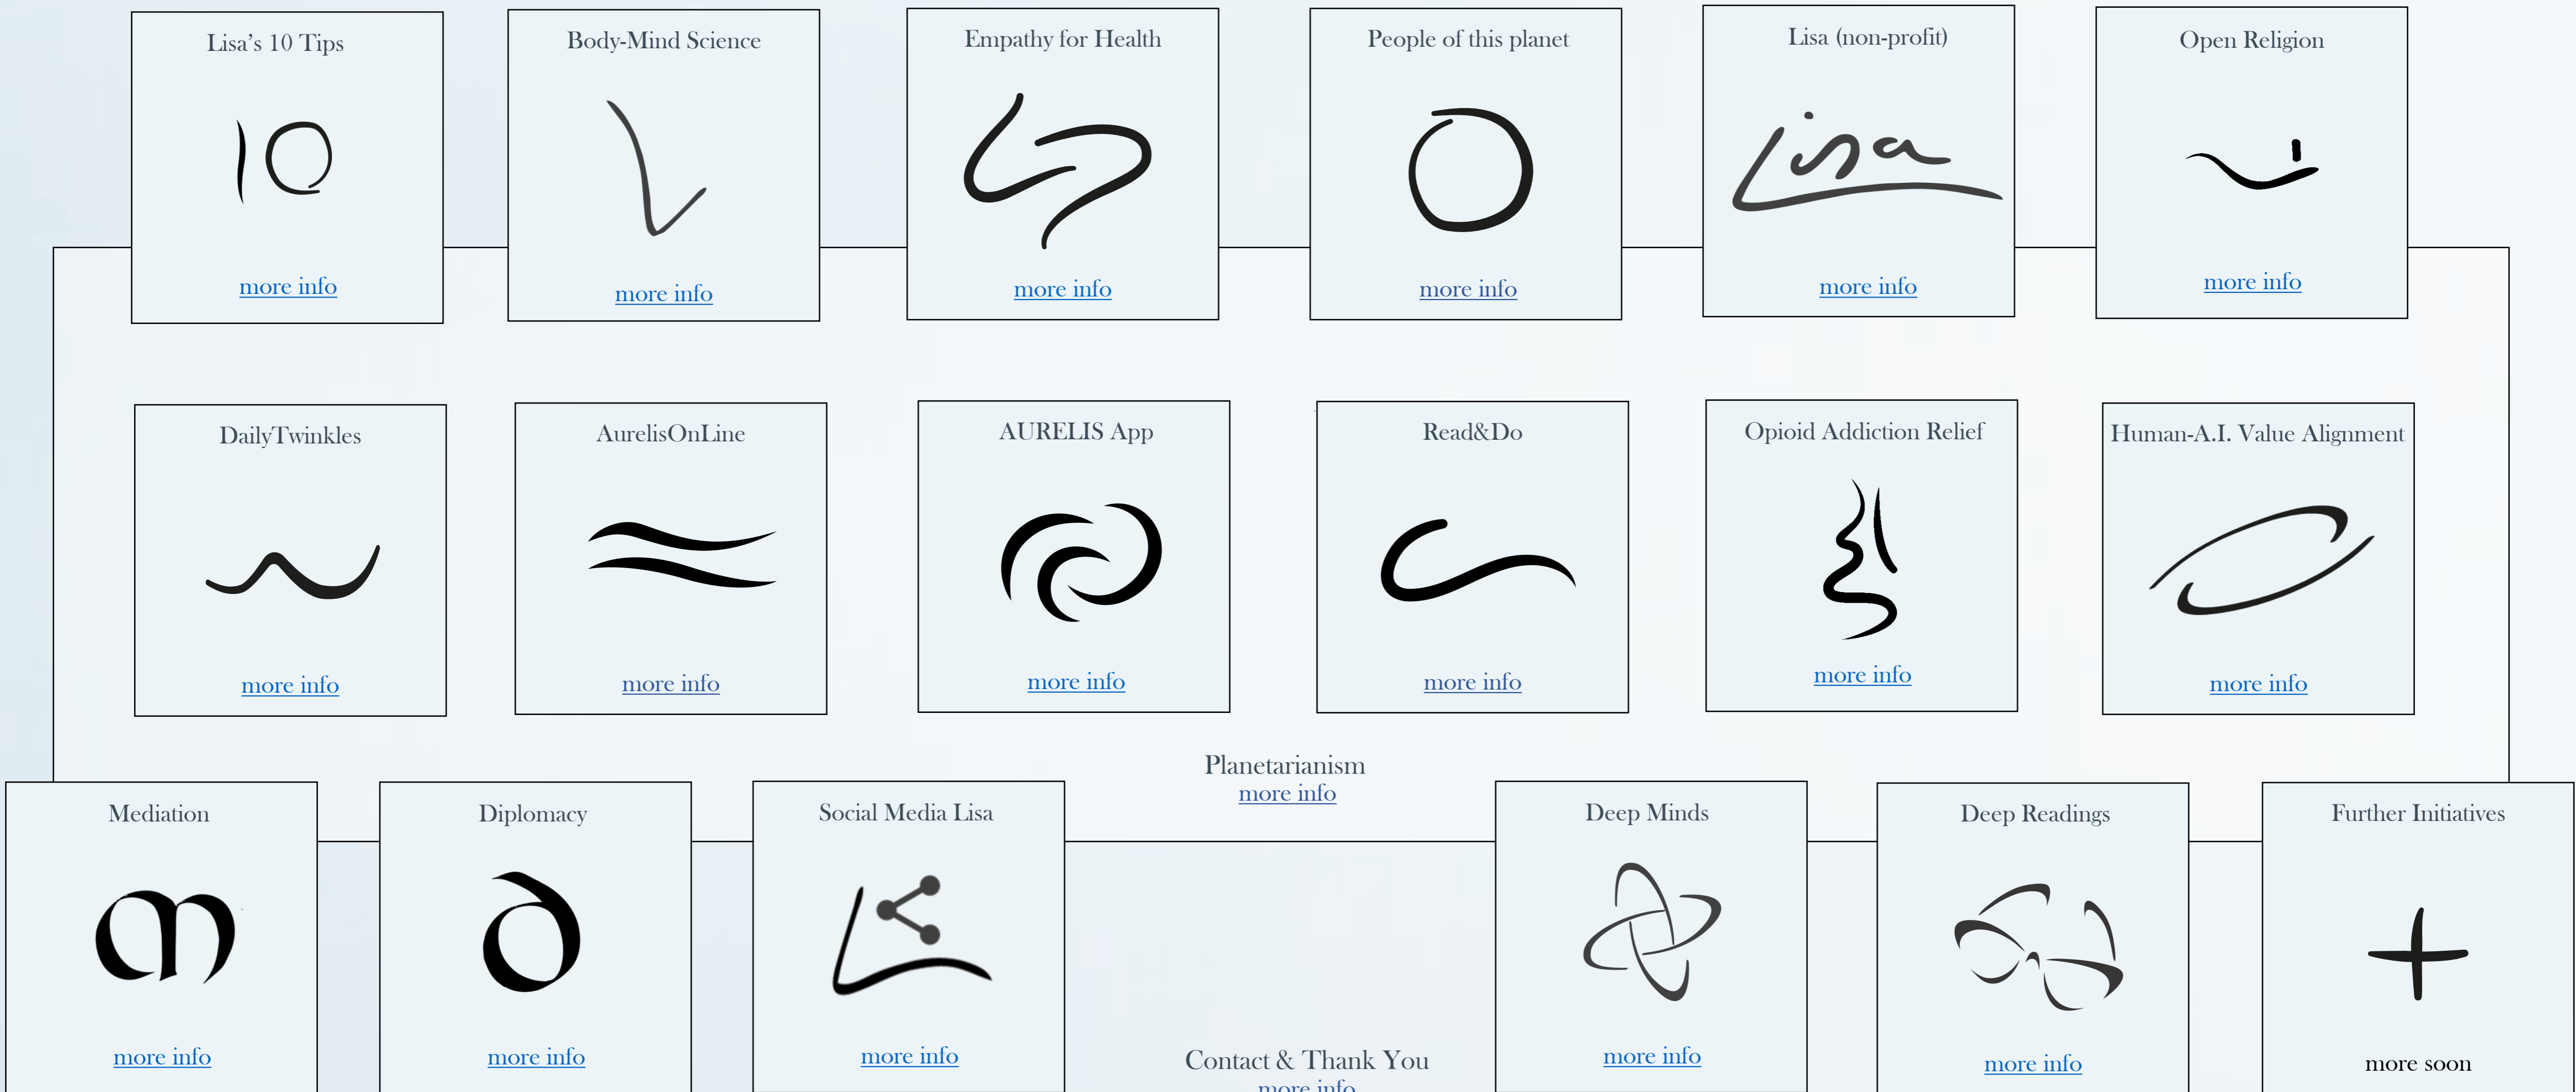 Lisa's 10 Tips
10
more info
Body-Mind Science
more info
Empathy for Health
more info
People of this planet
more info
Lisa (non-profit)
Lisa
more info
Open Religion
more info
DailyTwinkles
more info
AurelisOnLine
more info
AURELIS App
more info
Read&Do
more info
Opioid Addiction Relief
more info
Human-A.I. Value Alignment
more info
Planetarianism
more info
Mediation
more info
Diplomacy
more info
Social Media Lisa
more info
Contact & Thank You
more info
Deep Minds
more info
Deep Readings
more info
Further Initiatives
more soon